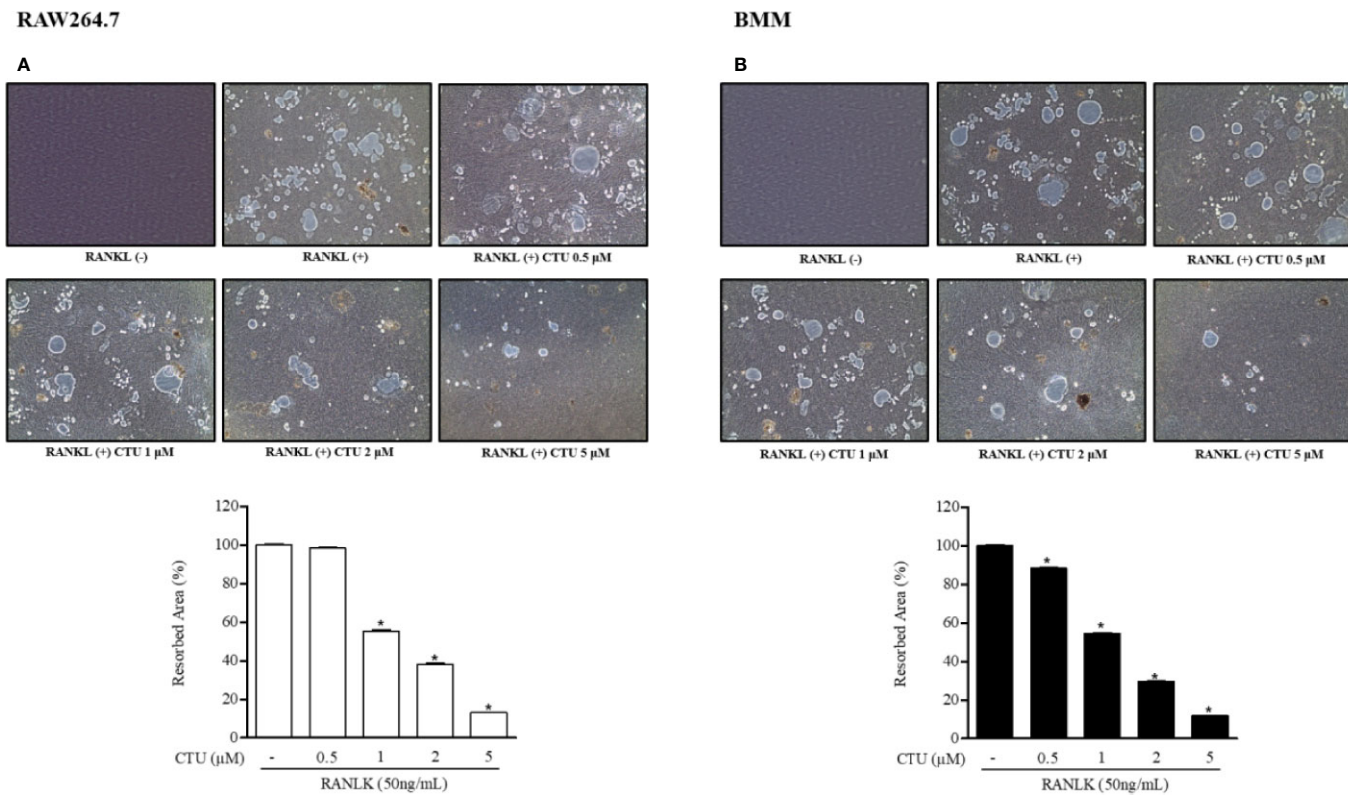 RAW264.7
A
RANKL (-)
RANKL (+)
RANKL (+) CTU 0.5 μM
RANKL (+) CTU 1 μM
RANKL (+) CTU 2 μM
RANKL (+) CTU 5 μM
120
100
80
60
40
20
0
Resorbed Area (%)
*
*
*
CTU (μM) - 0.5 1 2 5
RANLK (50ng/mL)
BMM
B
RANKL (-)
RANKL (+)
RANKL (+) CTU 0.5 μM
RANKL (+) CTU 1 μM
RANKL (+) CTU 2 μM
RANKL (+) CTU 5 μM
120
100
80
60
40
20
0
Resorbed Area (%)
*
*
*
*
CTU (μM) - 0.5 1 2 5
RANLK (50ng/mL)